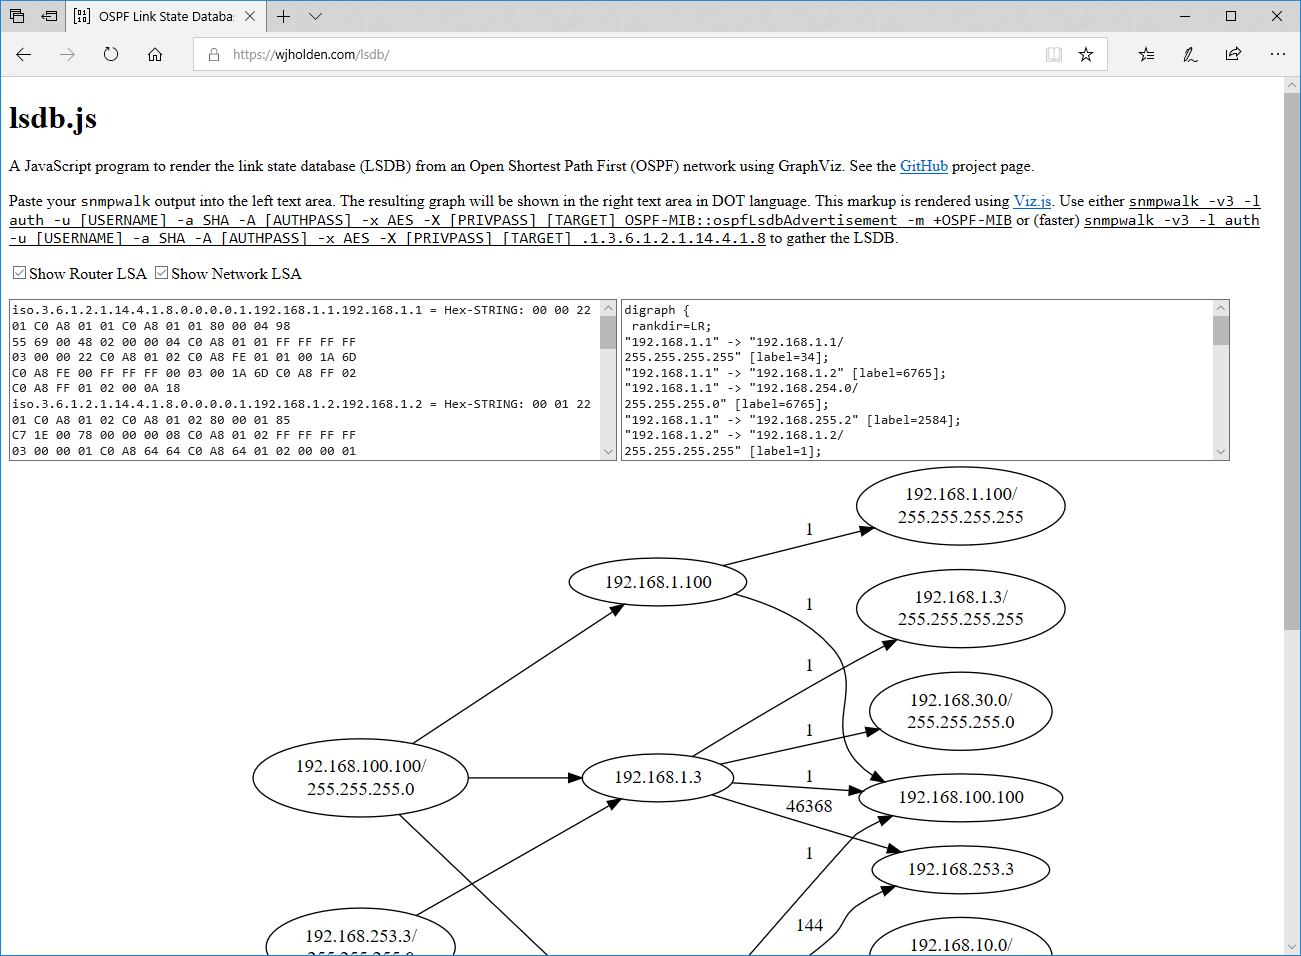 OSPF Link State Databa
https://wjholden.com/lsdb/
lsdb.js
A JavaScript program to render the link state database (LSDB) from an Open Shortest Path First (OSPF) network using GraphViz. See the GitHub project page.
Paste your snmpwalk output into the left text area. The resulting graph will be shown in the right text area in DOT language. This markup is rendered using Viz.js. Use either snmpwalk -v3 -l
auth -u [USERNAME] -a SHA -A [AUTHPASS] -x AES -X [PRIVPASS] [TARGET] OSPF-MIB::ospfLsdbAdvertisement -m +OSPF-MIB or (faster) snmpwalk -v3 -l auth
-u [USERNAME] -a SHA -A [AUTHPASS] -x AES -X [PRIVPASS] [TARGET] .1.3.6.1.2.1.14.4.1.8 to gather the LSDB.
Show Router LSA Show Network LSA
iso.3.6.1.2.1.14.4.1.8.0.0.0.0.1.192.168.1.1.192.168.1.1 = Hex-STRING: 00 00 22
01 C0 A8 01 01 C0 A8 01 01 80 00 04 98
55 69 00 48 02 00 00 04 C0 A8 01 01 FF FF FF FF
03 00 00 22 C0 A8 01 02 C0 A8 FE 01 01 00 1A 6D
C0 A8 FE 00 FF FF FF 00 03 00 1A 6D C0 A8 FF 02
C0 A8 FF 01 02 00 0A 18
iso.3.6.1.2.1.14.4.1.8.0.0.0.0.1.192.168.1.2.192.168.1.2 = Hex-STRING: 00 01 22
01 C0 A8 01 02 C0 A8 01 02 80 00 01 85
C7 1E 00 78 00 00 00 08 C0 A8 01 02 FF FF FF FF
03 00 00 01 C0 A8 64 64 C0 A8 64 01 02 00 00 01
digraph {
rankdir=LR;
"192.168.1.1" -> "192.168.1.1/
255.255.255.255" [label=34];
"192.168.1.1" -> "192.168.1.2" [label=6765];
"192.168.1.1" -> "192.168.254.0/
255.255.255.0" [label=6765];
"192.168.1.1" -> "192.168.255.2" [label=2584];
"192.168.1.2" -> "192.168.1.2/
255.255.255.255" [label=1];
192.168.1.100/
255.255.255.255
1
192.168.1.100
1
192.168.1.3/
255.255.255.255
1
192.168.30.0/
255.255.255.0
1
192.168.100.100/
255.255.255.0
192.168.1.3
1
192.168.100.100
46368
1
192.168.253.3
144
192.168.253.3/
192.168.10.0/